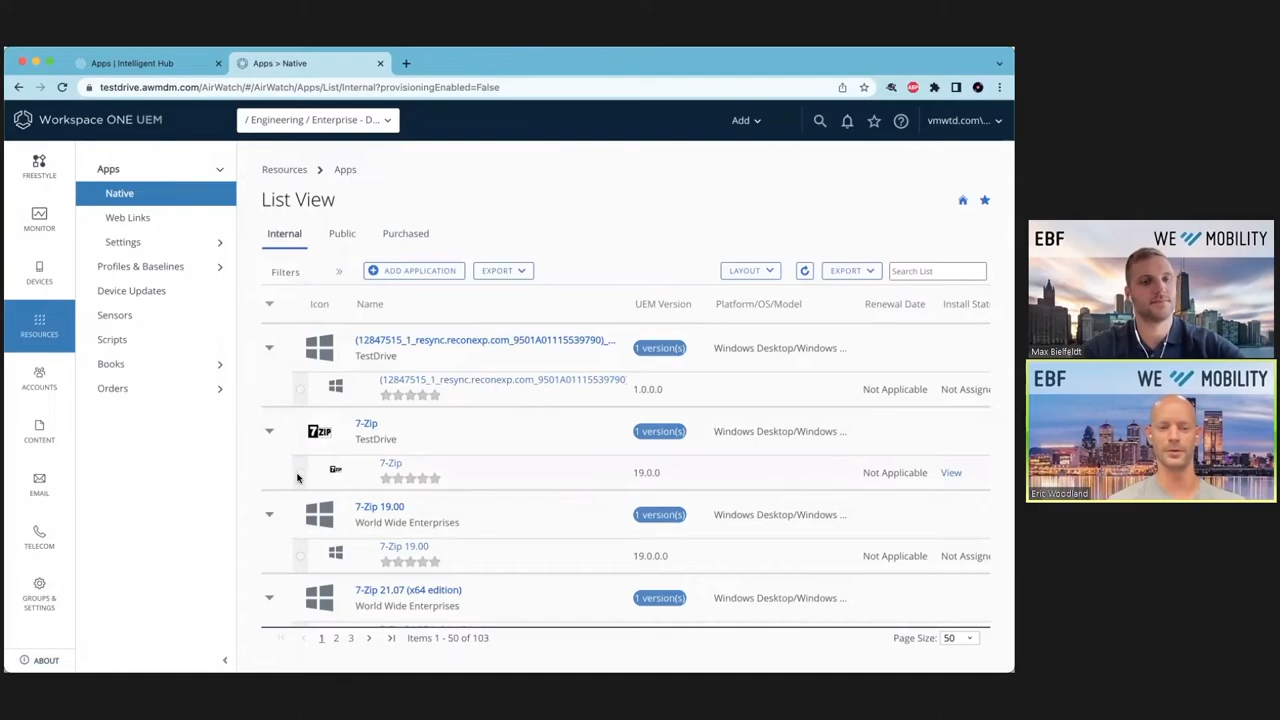 Apps | Intelligent Hub
Apps > Native
testdrive.awmdm.com/AirWatch/#/AirWatch/Apps/List/Internal?provisioningEnabled=False
ABP
Workspace ONE UEM
/ Engineering / Enterprise - D...
Add
vmwtd.com\...
FREESTYLE
MONITOR
DEVICES
RESOURCES
ACCOUNTS
CONTENT
EMAIL
TELECOM
GROUPS &
SETTINGS
ABOUT
Apps
Native
Web Links
Settings
Profiles & Baselines
Device Updates
Sensors
Scripts
Books
Orders
Resources > Apps
List View
Internal Public Purchased
Filters » ADD APPLICATION EXPORT LAYOUT EXPORT Search List
Icon Name UEM Version Platform/OS/Model Renewal Date Install Stat
(12847515_1_resync.reconexp.com_9501A01115539790)_...
TestDrive
1 version(s) Windows Desktop/Windows ...
(12847515_1_resync.reconexp.com_9501A01115539790)
1.0.0.0 Not Applicable Not Assigne
7ZIP 7-Zip
TestDrive
1 version(s) Windows Desktop/Windows ...
7ZIP 7-Zip
19.0.0 Not Applicable View
7-Zip 19.00
World Wide Enterprises
1 version(s) Windows Desktop/Windows ...
7-Zip 19.00
19.0.0.0 Not Applicable Not Assigne
7-Zip 21.07 (x64 edition)
World Wide Enterprises
1 version(s) Windows Desktop/Windows ...
1 2 3 Items 1 - 50 of 103 Page Size: 50
EBF WE MOBILITY
Max Bielfeldt
EBF WE MOBILITY
Eric Woodland